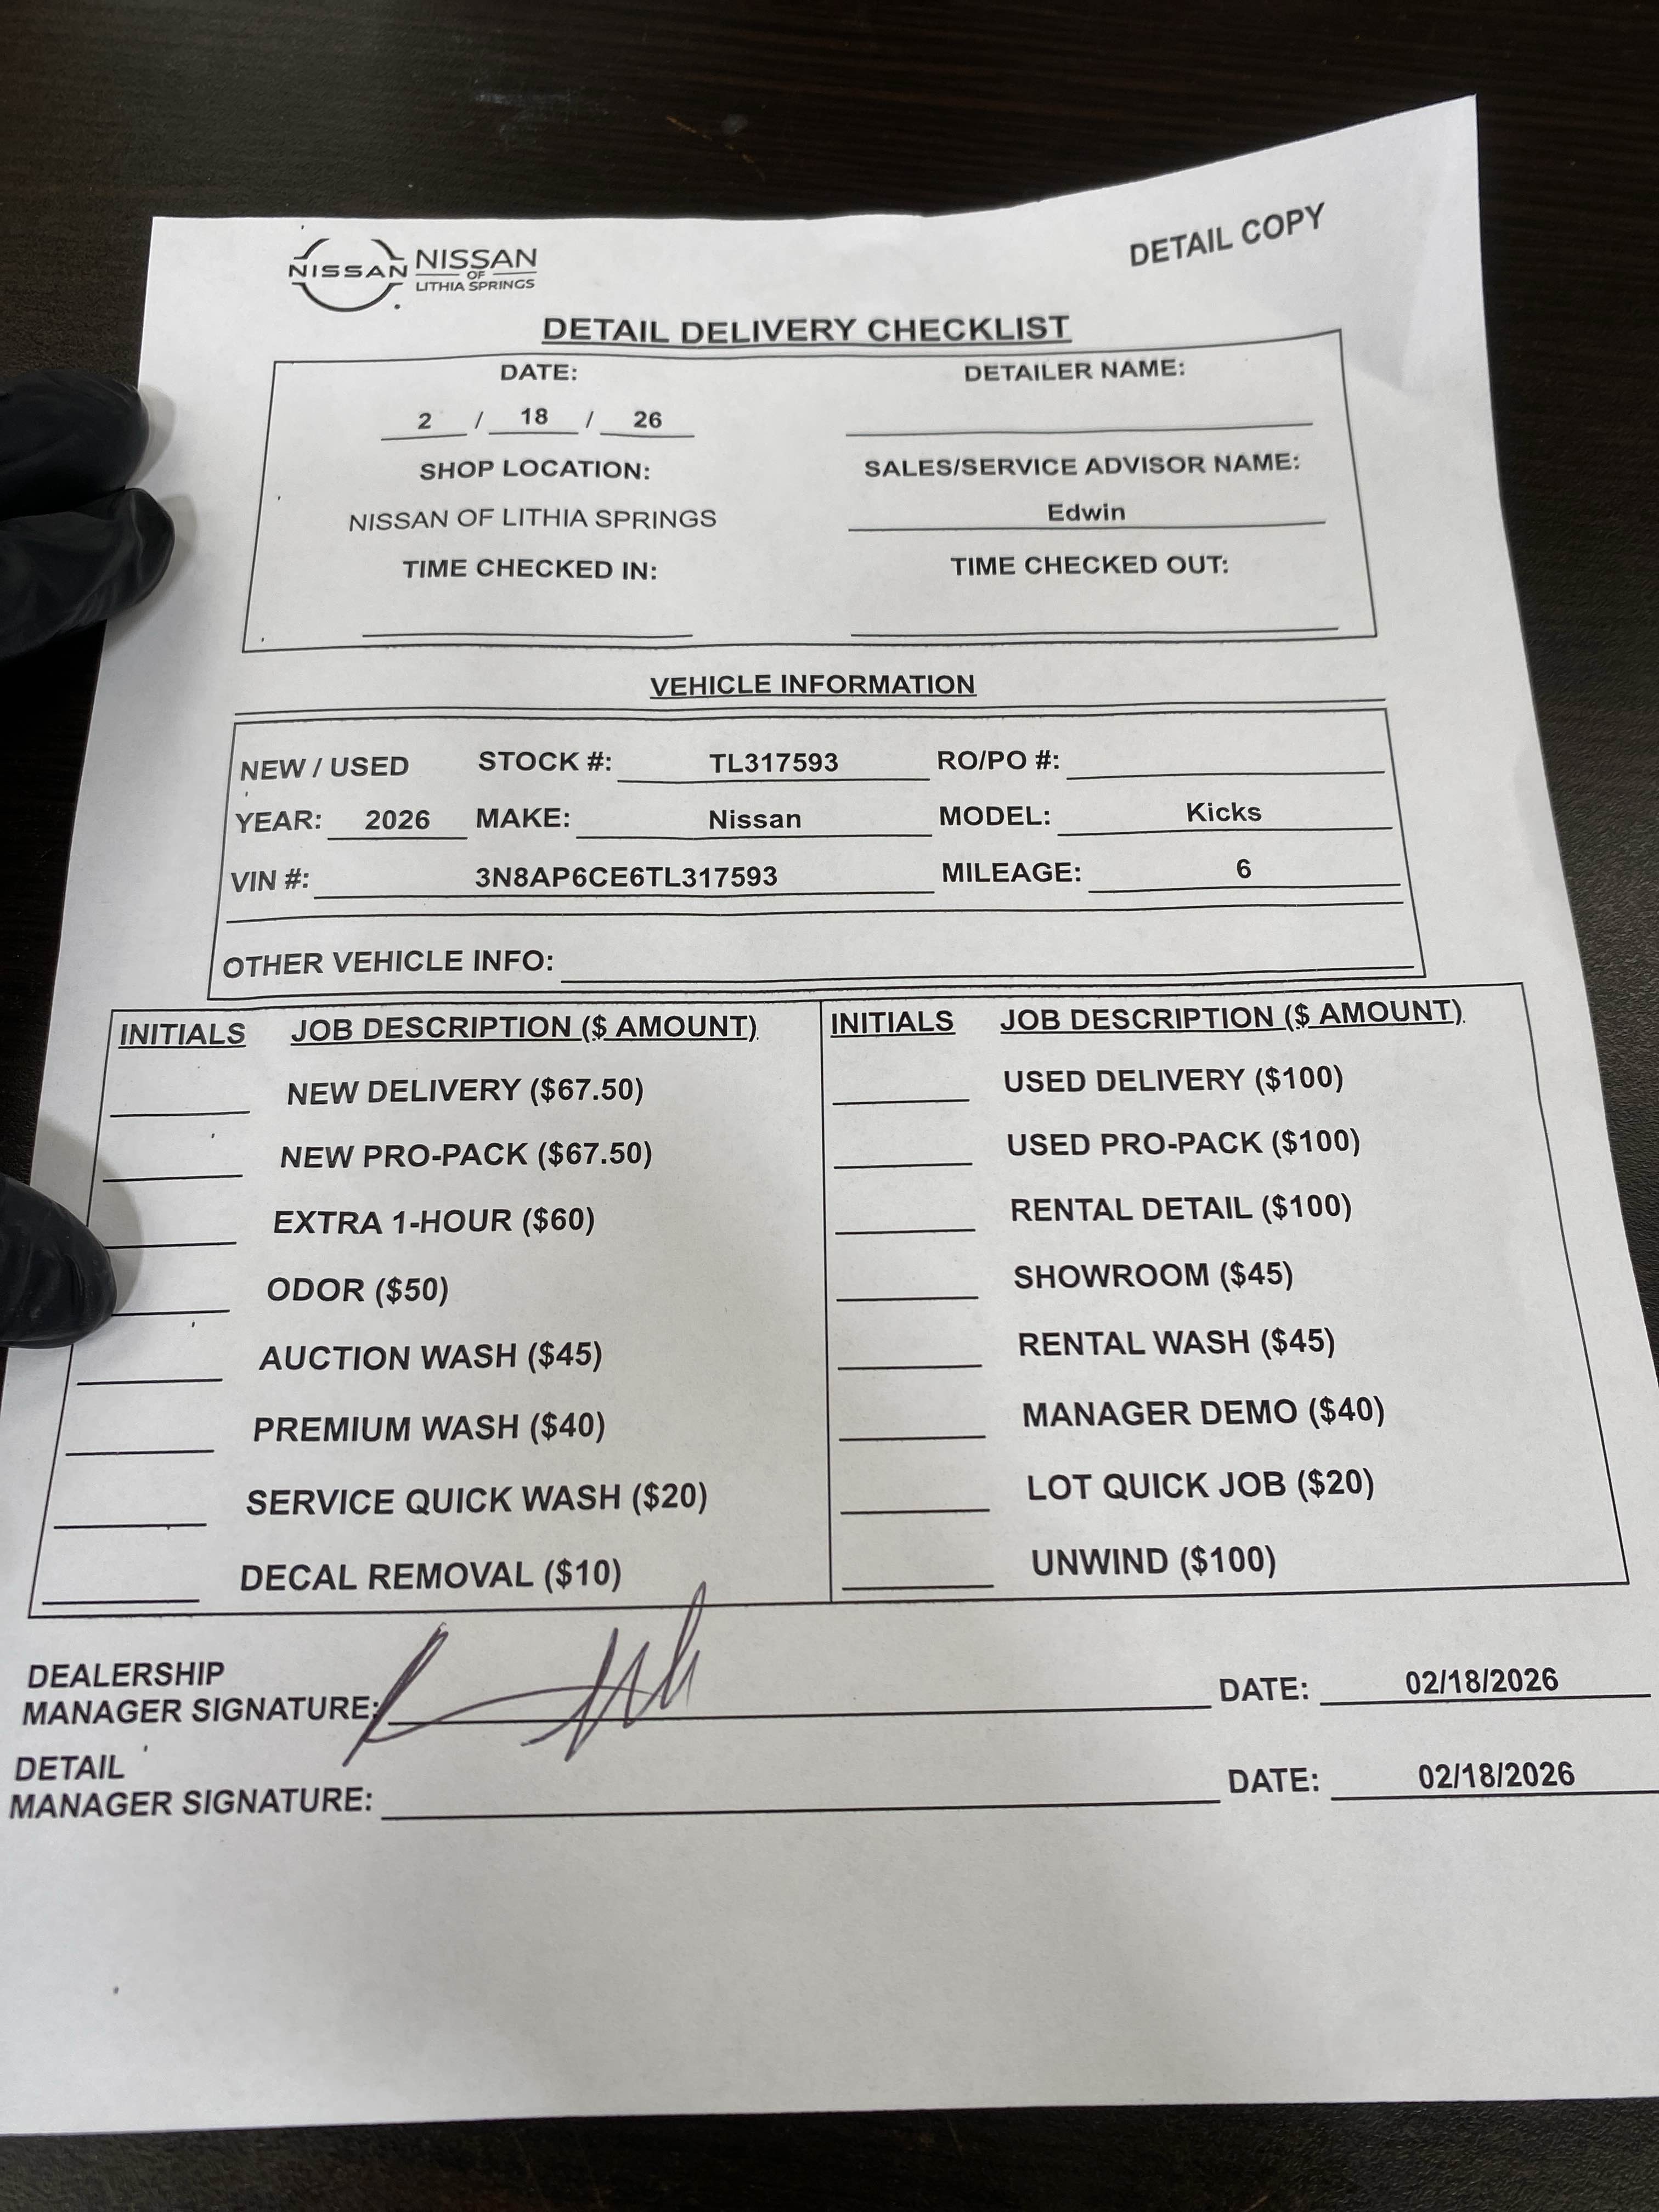 NISSAN NISSAN
OF
LITHIA SPRINGS
DETAIL COPY
DETAIL DELIVERY CHECKLIST
DATE: DETAILER NAME:
2 / 18 / 26
SHOP LOCATION: SALES/SERVICE ADVISOR NAME:
NISSAN OF LITHIA SPRINGS Edwin
TIME CHECKED IN: TIME CHECKED OUT:
VEHICLE INFORMATION
NEW / USED STOCK #: TL317593 RO/PO #:
YEAR: 2026 MAKE: Nissan MODEL: Kicks
VIN #: 3N8AP6CE6TL317593 MILEAGE: 6
OTHER VEHICLE INFO:
INITIALS JOB DESCRIPTION ($ AMOUNT) INITIALS JOB DESCRIPTION ($ AMOUNT)
NEW DELIVERY ($67.50) USED DELIVERY ($100)
NEW PRO-PACK ($67.50) USED PRO-PACK ($100)
EXTRA 1-HOUR ($60) RENTAL DETAIL ($100)
ODOR ($50) SHOWROOM ($45)
AUCTION WASH ($45) RENTAL WASH ($45)
PREMIUM WASH ($40) MANAGER DEMO ($40)
SERVICE QUICK WASH ($20) LOT QUICK JOB ($20)
DECAL REMOVAL ($10) UNWIND ($100)
DEALERSHIP
MANAGER SIGNATURE: DATE: 02/18/2026
DETAIL
MANAGER SIGNATURE: DATE: 02/18/2026